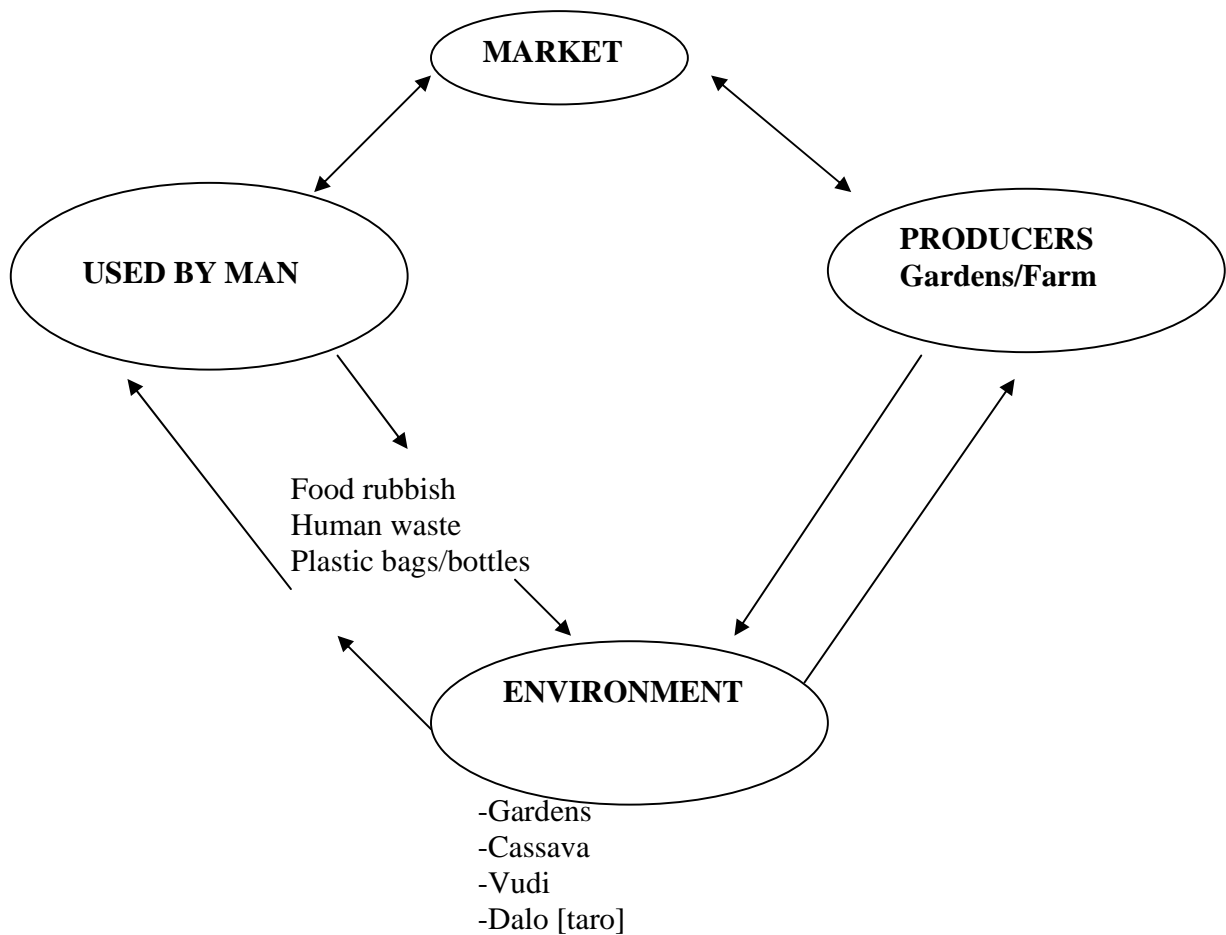 MARKET
USED BY MAN
PRODUCERS
Gardens/Farm
Food rubbish
Human waste
Plastic bags/bottles
ENVIRONMENT
-Gardens
-Cassava
-Vudi
-Dalo [taro]